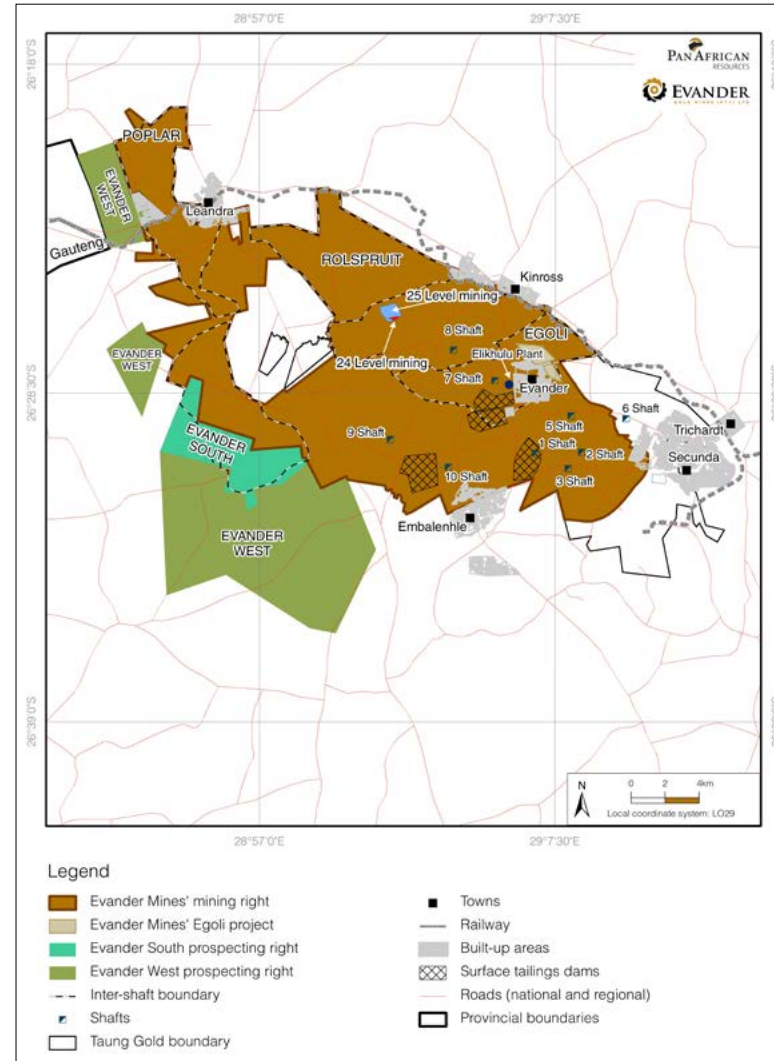 28°57'0"E
29°7'30"E
26°18'0"S
PAN AFRICAN
RESOURCES
EVANDER
GOLD MINES (PTY) LTD
POPLAR
EVANDER
WEST
Leandra
Gauteng
ROLSPRUIT
Kinross
25 Level mining
8 Shaft
EGOLI
EVANDER
WEST
24 Level mining
Elikhulu Plant
7 Shaft
Evander
26°28'30"S
5 Shaft
6 Shaft
Trichardt
EVANDER
SOUTH
9 Shaft
1 Shaft
2 Shaft
Secunda
10 Shaft
3 Shaft
EVANDER
WEST
Embalenhle
26°39'0"S
N
0 2 4km
Local coordinate system: LO29
28°57'0"E
29°7'30"E
Legend
Evander Mines' mining right
Evander Mines' Egoli project
Evander South prospecting right
Evander West prospecting right
Inter-shaft boundary
Shafts
Taung Gold boundary
Towns
Railway
Built-up areas
Surface tailings dams
Roads (national and regional)
Provincial boundaries